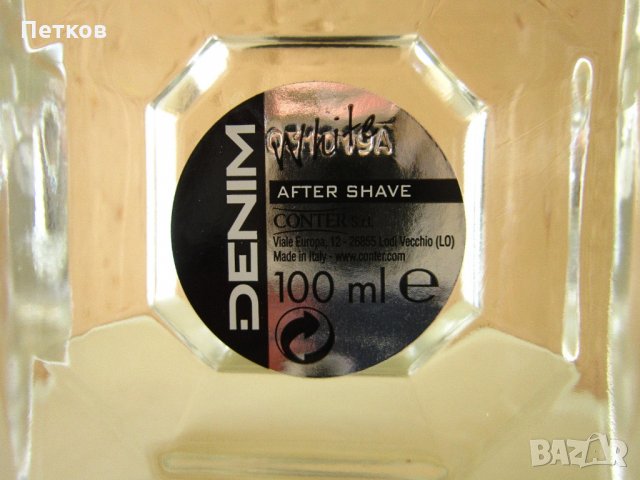 Петков
DENIM
White
AFTER SHAVE
CONTER S.r.l.
Viale Europa, 12 - 26855 Lodi Vecchio (LO)
Made in Italy - www.conter.com
100 ml e
BAZAR